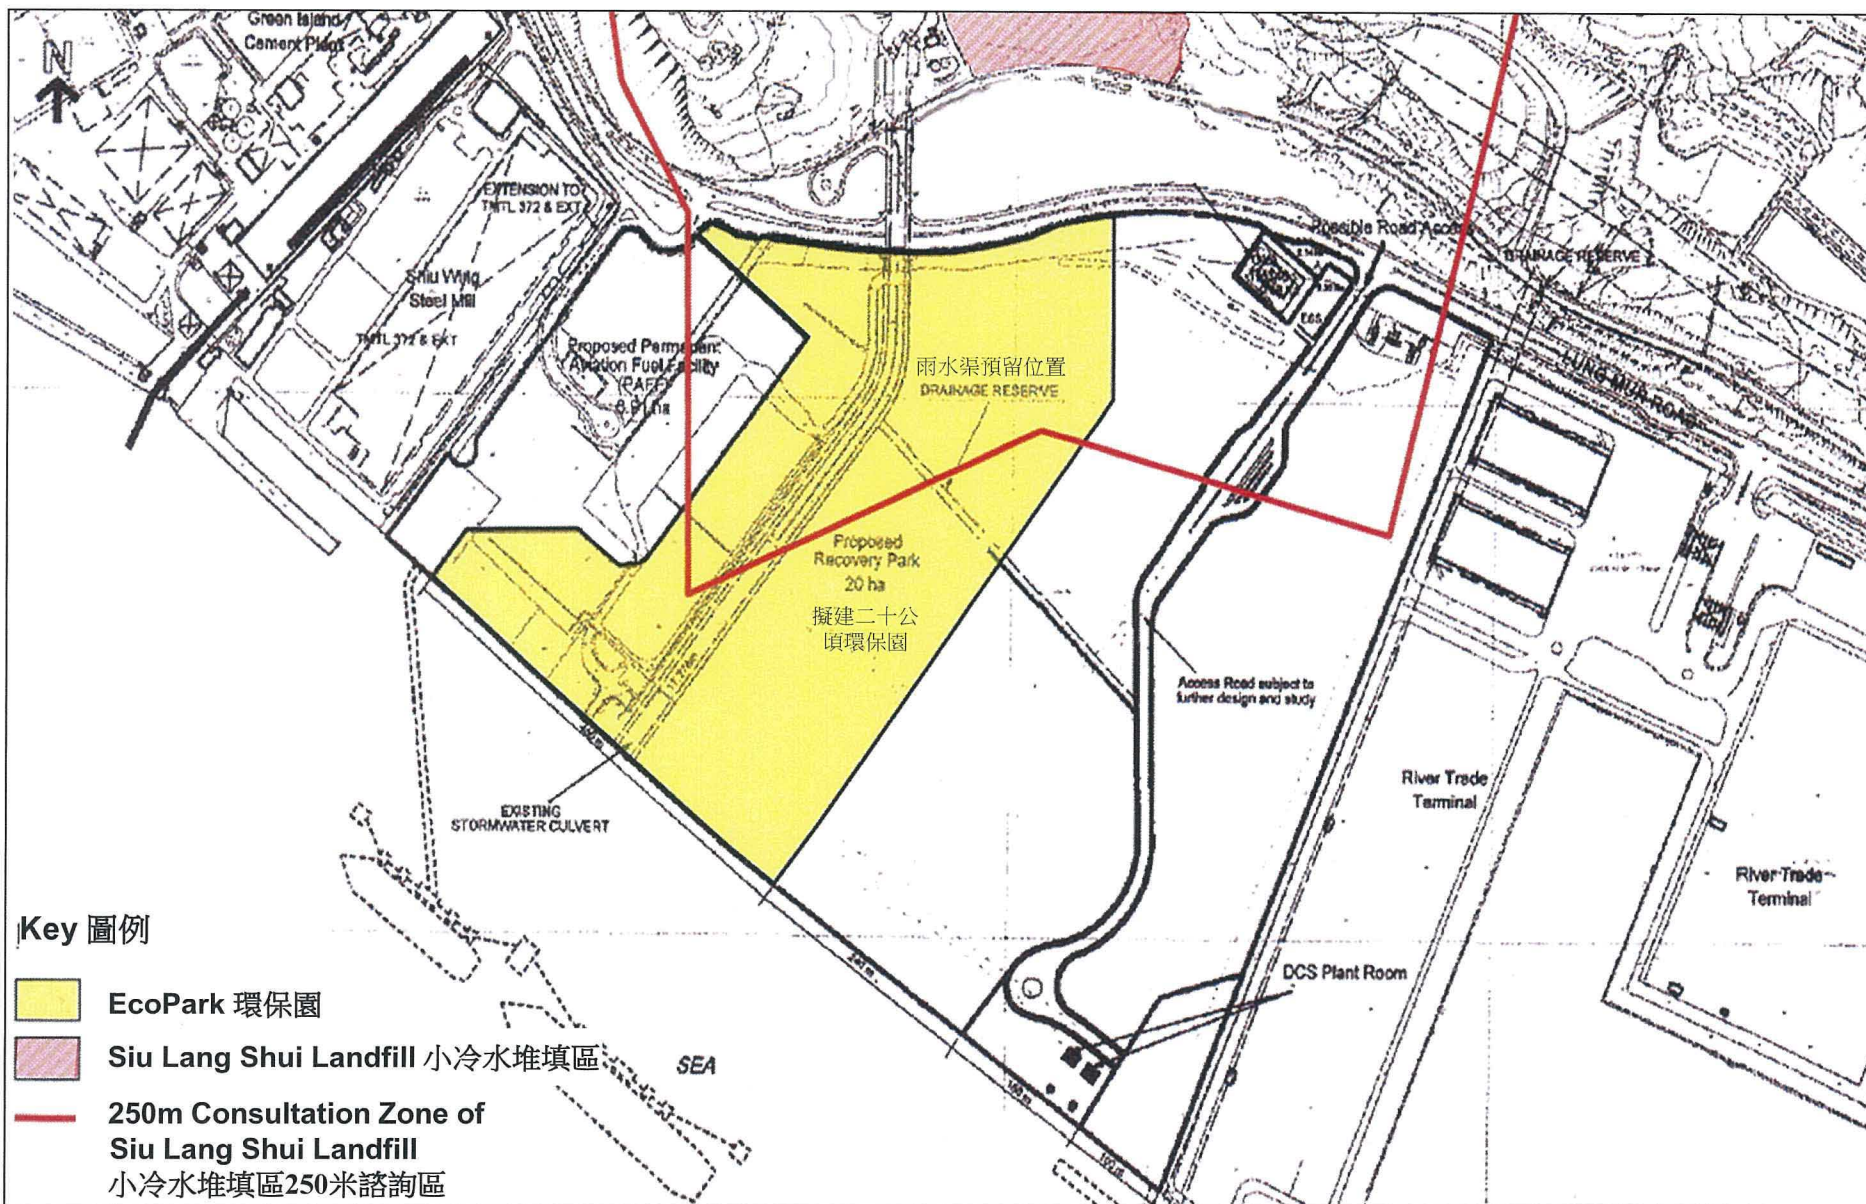 Green Island
Cement Plant
N
EXTENSION TO
TMTL 372 & EXT
Shiu Wing
Steel Mill
TMTL 372 & EXT
Proposed Permanent
Aviation Fuel Facility
(PAFF)
ha
Possible Road Access
DRAINAGE RESERVE
ESS
LUNG MUN ROAD
雨水渠預留位置
DRAINAGE RESERVE
Proposed
Recovery Park
20 ha
擬建二十公
頃環保園
Access Road subject to
further design and study
River Trade
Terminal
River Trade
Terminal
EXISTING
STORMWATER CULVERT
DCS Plant Room
SEA
Key 圖例
EcoPark 環保園
Siu Lang Shui Landfill 小冷水堆填區
250m Consultation Zone of
Siu Lang Shui Landfill
小冷水堆填區250米諮詢區